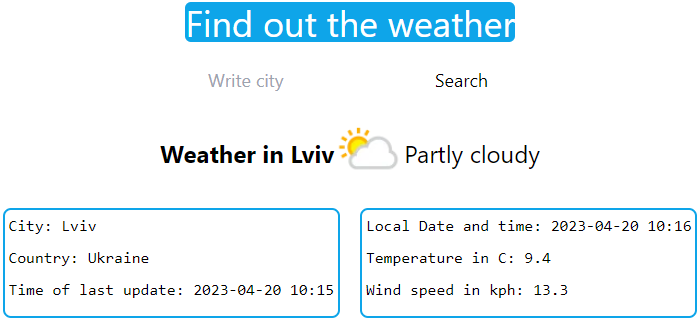 Find out the weather
Write city
Search
Weather in Lviv Partly cloudy
City: Lviv
Country: Ukraine
Time of last update: 2023-04-20 10:15
Local Date and time: 2023-04-20 10:16
Temperature in C: 9.4
Wind speed in kph: 13.3